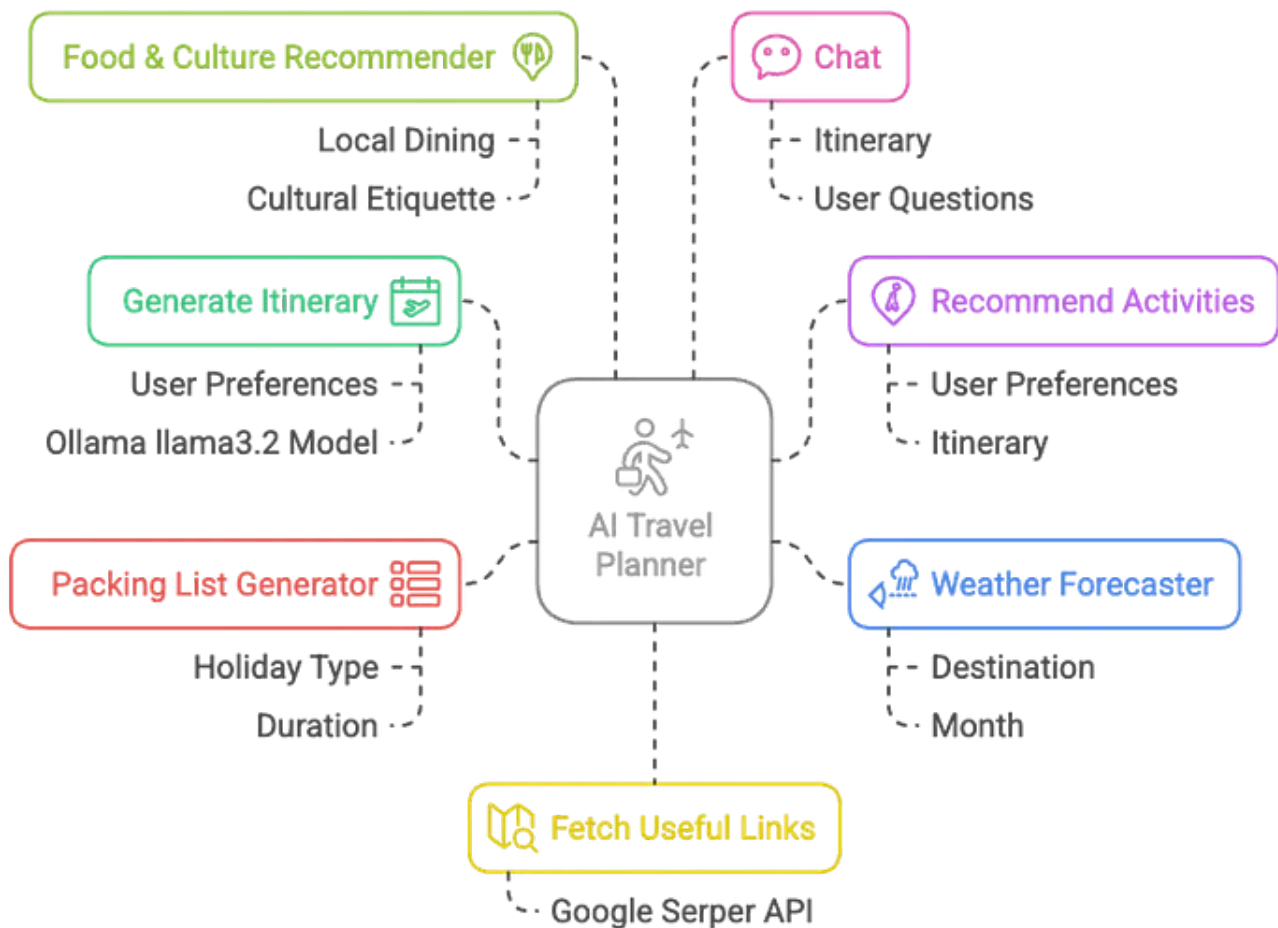 Food & Culture Recommender
Local Dining
Cultural Etiquette
Chat
Itinerary
User Questions
Generate Itinerary
User Preferences
Ollama llama3.2 Model
Recommend Activities
User Preferences
Itinerary
AI Travel
Planner
Packing List Generator
Holiday Type
Duration
Weather Forecaster
Destination
Month
Fetch Useful Links
Google Serper API